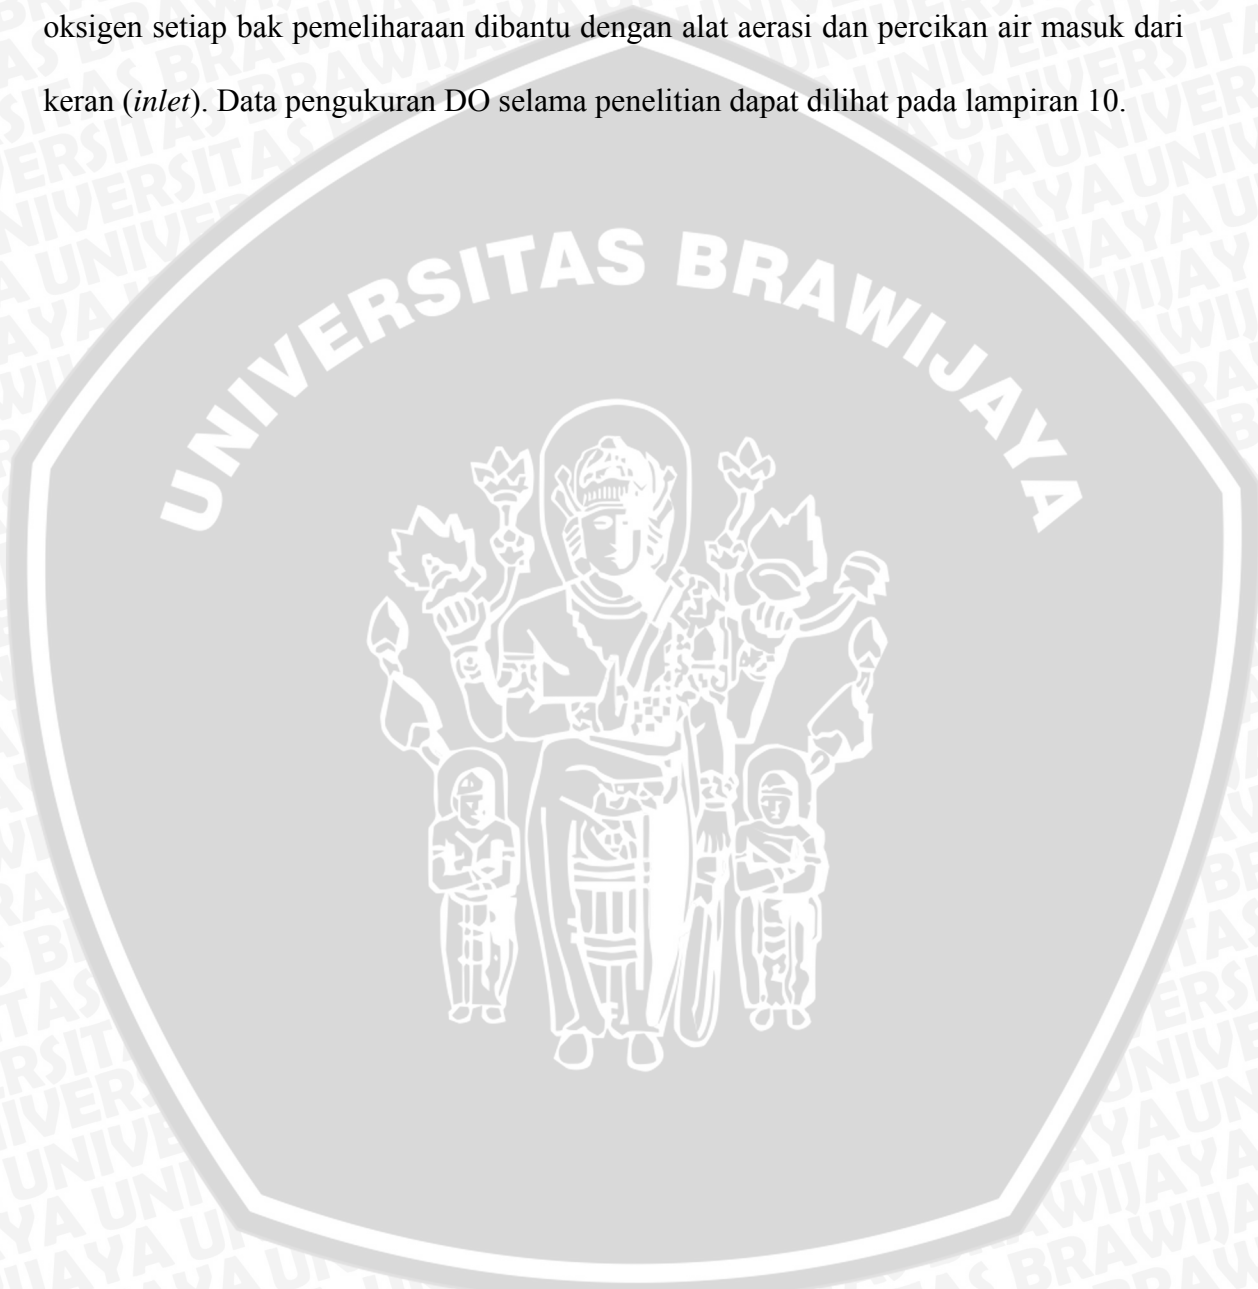 oksigen setiap bak pemeliharaan dibantu dengan alat aerasi dan percikan air masuk dari
keran (inlet). Data pengukuran DO selama penelitian dapat dilihat pada lampiran 10.
UNIVERSITAS BRAWIJAYA